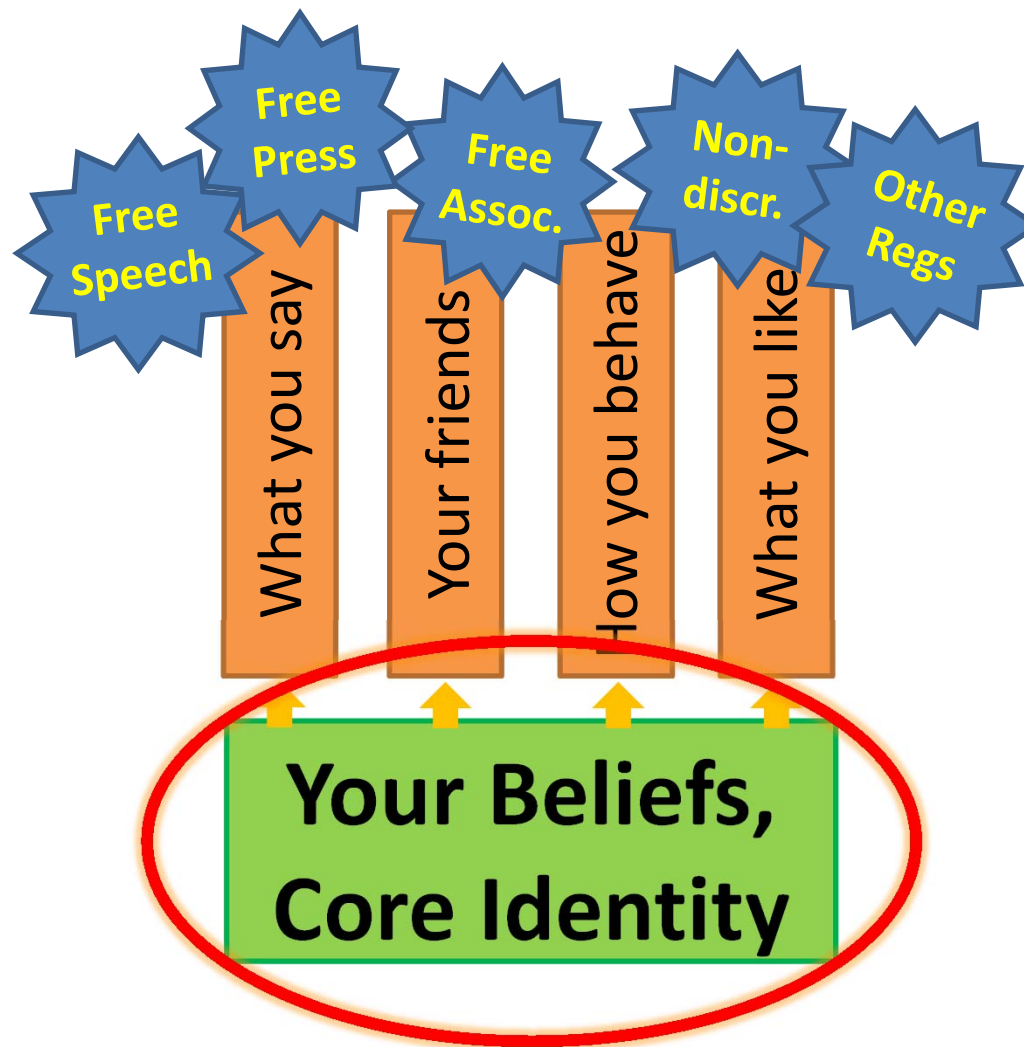 Free
Press
Free
Speech
Free
Assoc.
Non-
discr.
Other
Regs
What you say
Your friends
How you behave
What you like
Your Beliefs,
Core Identity